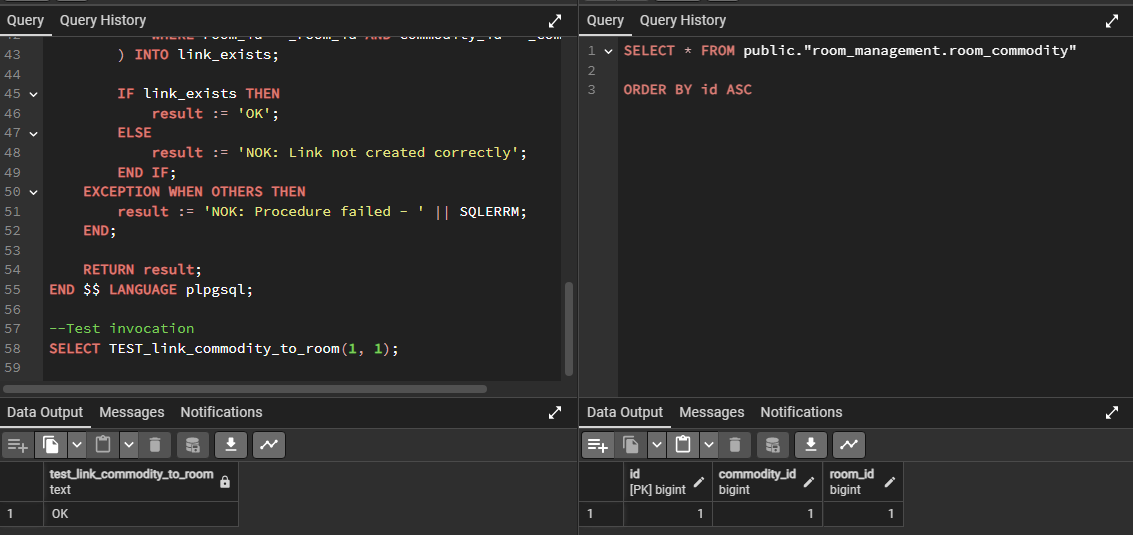 Query Query History
43 ) INTO link_exists;
44
45 IF link_exists THEN
46 result := 'OK';
47 ELSE
48 result := 'NOK: Link not created correctly';
49 END IF;
50 EXCEPTION WHEN OTHERS THEN
51 result := 'NOK: Procedure failed - ' || SQLERRM;
52 END;
53
54 RETURN result;
55 END $$ LANGUAGE plpgsql;
56
57 --Test invocation
58 SELECT TEST_link_commodity_to_room(1, 1);
59
Data Output Messages Notifications
test_link_commodity_to_room
text
1 OK
Query Query History
1 SELECT * FROM public."room_management.room_commodity"
2
3 ORDER BY id ASC
Data Output Messages Notifications
id commodity_id room_id
[PK] bigint bigint bigint
1 1 1 1